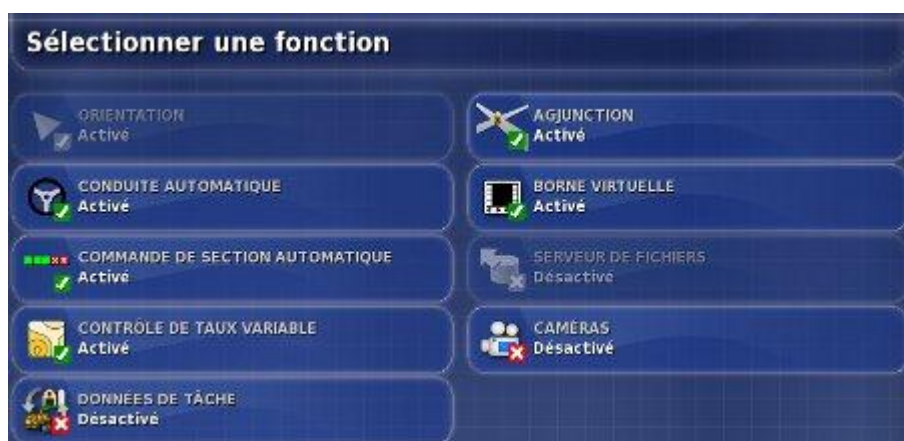 Sélectionner une fonction
ORIENTATION
Activé
AGJUNCTION
Activé
CONDUITE AUTOMATIQUE
Activé
BORNE VIRTUELLE
Activé
COMMANDE DE SECTION AUTOMATIQUE
Activé
SERVEUR DE FICHIERS
Désactivé
CONTRÔLE DE TAUX VARIABLE
Activé
CAMÉRAS
Désactivé
DONNÉES DE TÂCHE
Désactivé